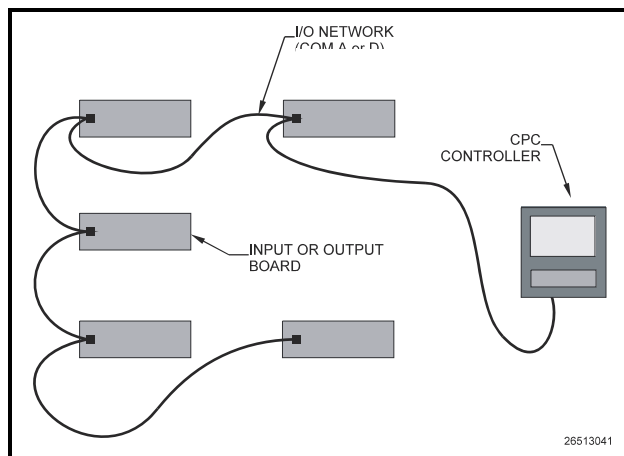 I/O NETWORK
(COM A or D)
CPC
CONTROLLER
INPUT OR OUTPUT
BOARD
26513041